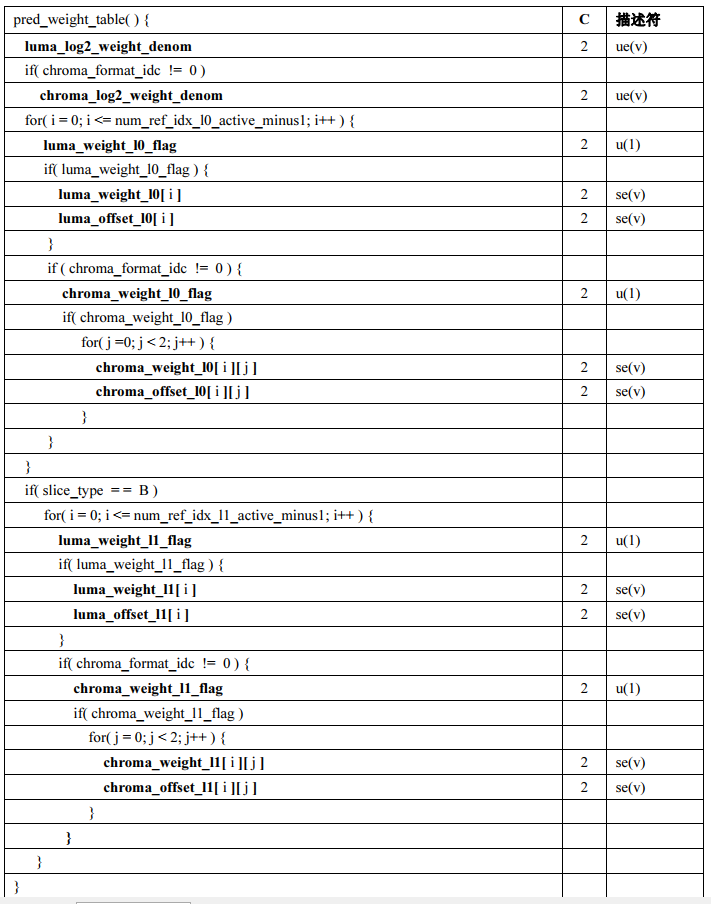 pred_weight_table( ) { C 描述符
luma_log2_weight_denom 2 ue(v)
if( chroma_format_idc != 0 )
chroma_log2_weight_denom 2 ue(v)
for( i = 0; i <= num_ref_idx_l0_active_minus1; i++ ) {
luma_weight_l0_flag 2 u(1)
if( luma_weight_l0_flag ) {
luma_weight_l0[ i ] 2 se(v)
luma_offset_l0[ i ] 2 se(v)
}
if ( chroma_format_idc != 0 ) {
chroma_weight_l0_flag 2 u(1)
if( chroma_weight_l0_flag )
for( j =0; j < 2; j++ ) {
chroma_weight_l0[ i ][ j ] 2 se(v)
chroma_offset_l0[ i ][ j ] 2 se(v)
}
}
}
if( slice_type == B )
for( i = 0; i <= num_ref_idx_l1_active_minus1; i++ ) {
luma_weight_l1_flag 2 u(1)
if( luma_weight_l1_flag ) {
luma_weight_l1[ i ] 2 se(v)
luma_offset_l1[ i ] 2 se(v)
}
if( chroma_format_idc != 0 ) {
chroma_weight_l1_flag 2 u(1)
if( chroma_weight_l1_flag )
for( j = 0; j < 2; j++ ) {
chroma_weight_l1[ i ][ j ] 2 se(v)
chroma_offset_l1[ i ][ j ] 2 se(v)
}
}
}
}